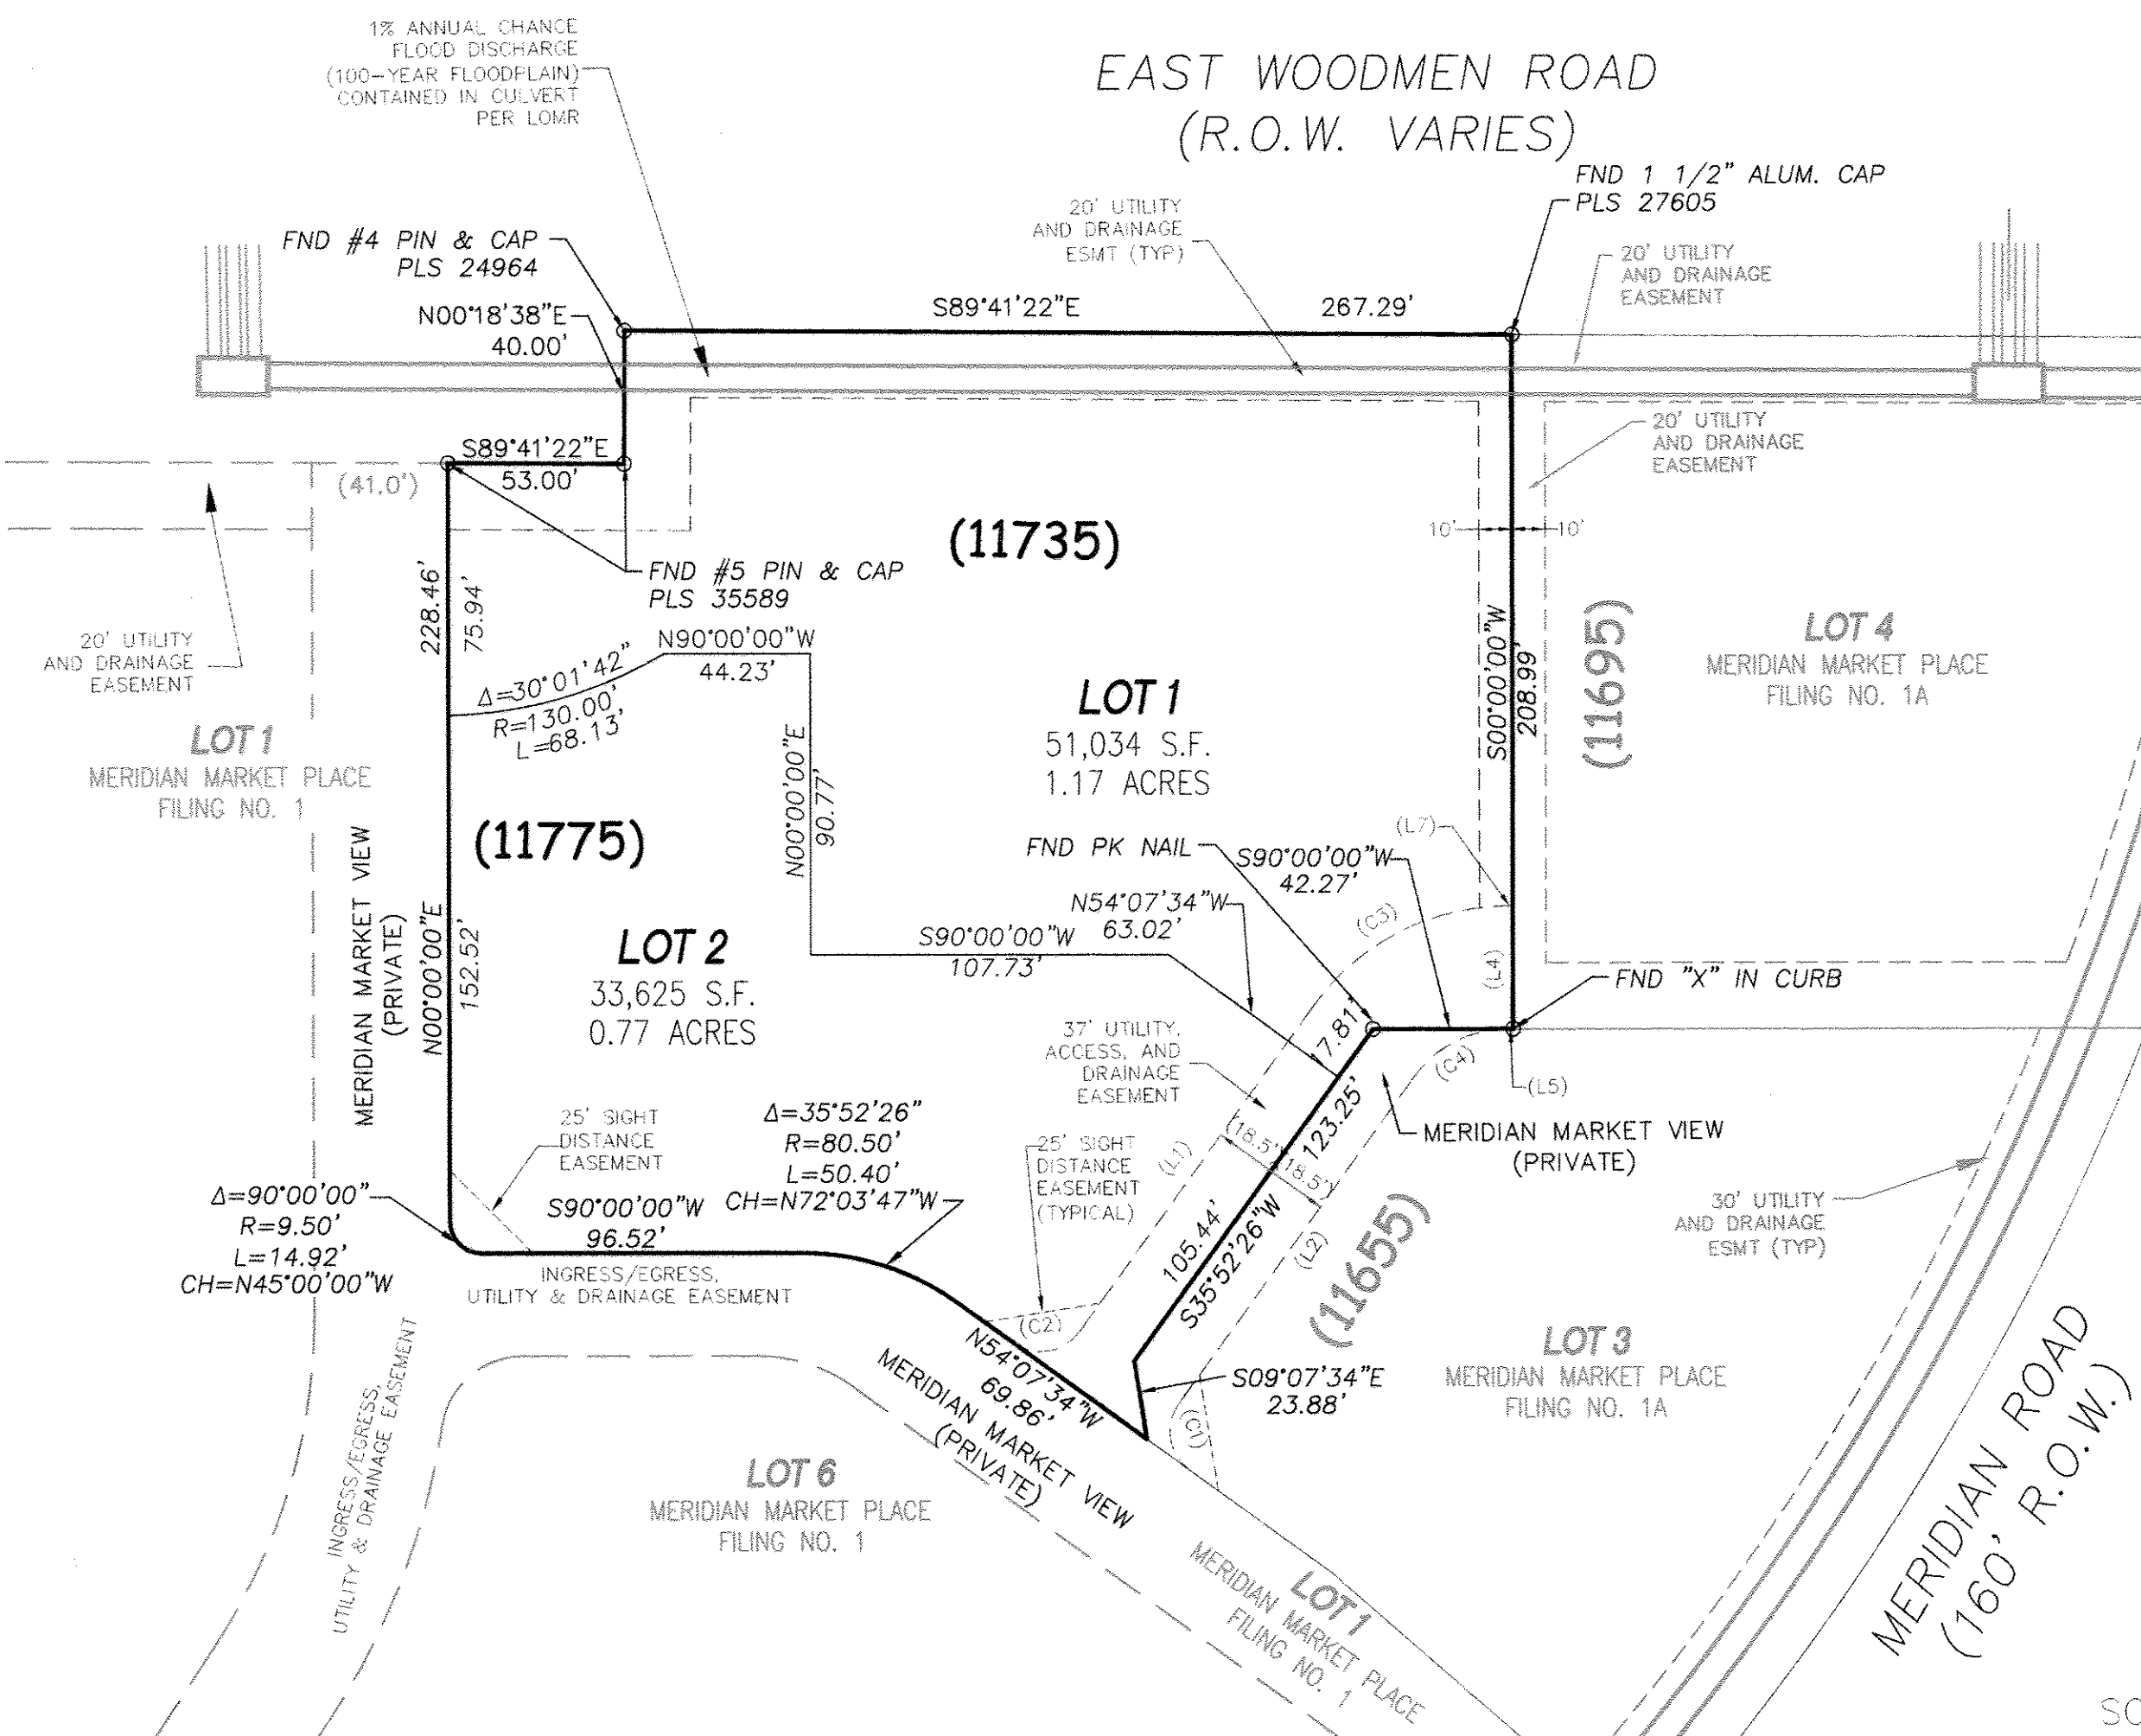 1% ANNUAL CHANCE
FLOOD DISCHARGE
(100-YEAR FLOODPLAIN)
CONTAINED IN CULVERT
PER LOMR
EAST WOODMEN ROAD
(R.O.W. VARIES)
FND 1 1/2" ALUM. CAP
PLS 27605
20' UTILITY
AND DRAINAGE
ESMT (TYP)
20' UTILITY
AND DRAINAGE
EASEMENT
FND #4 PIN & CAP
PLS 24964
N00°18'38"E
40.00'
S89°41'22"E 267.29'
S89°41'22"E
53.00'
(41.0')
20' UTILITY
AND DRAINAGE
EASEMENT
10' 10'
(11735)
FND #5 PIN & CAP
PLS 35589
228.46'
75.94'
20' UTILITY
AND DRAINAGE
EASEMENT
N90°00'00"W
44.23'
Δ=30°01'42"
R=130.00'
L=68.13'
LOT 1
51,034 S.F.
1.17 ACRES
S00°00'00"W
208.99'
(11695)
LOT 4
MERIDIAN MARKET PLACE
FILING NO. 1A
LOT 1
MERIDIAN MARKET PLACE
FILING NO. 1
N00°00'00"E
90.77'
(11775)
MERIDIAN MARKET VIEW
(PRIVATE)
N00°00'00"E
152.52'
LOT 2
33,625 S.F.
0.77 ACRES
FND PK NAIL
(L7)
S90°00'00"W
42.27'
N54°07'34"W
63.02'
(C3)
S90°00'00"W
107.73'
(L4)
FND "X" IN CURB
17.81'
37' UTILITY,
ACCESS, AND
DRAINAGE
EASEMENT
(C4)
(L5)
123.25'
MERIDIAN MARKET VIEW
(PRIVATE)
25' SIGHT
DISTANCE
EASEMENT
Δ=35°52'26"
R=80.50'
L=50.40'
CH=N72°03'47"W
25' SIGHT
DISTANCE
EASEMENT
(TYPICAL)
(L1)
(18.5')
(18.5')
Δ=90°00'00"
R=9.50'
L=14.92'
CH=N45°00'00"W
S90°00'00"W
96.52'
INGRESS/EGRESS,
UTILITY & DRAINAGE EASEMENT
105.44'
S35°52'26"W
(L2)
(11655)
30' UTILITY
AND DRAINAGE
ESMT (TYP)
(C2)
N54°07'34"W
69.86'
MERIDIAN MARKET VIEW
(PRIVATE)
S09°07'34"E
23.88'
(C1)
LOT 3
MERIDIAN MARKET PLACE
FILING NO. 1A
INGRESS/EGRESS,
UTILITY & DRAINAGE EASEMENT
LOT 6
MERIDIAN MARKET PLACE
FILING NO. 1
LOT 1
MERIDIAN MARKET PLACE
FILING NO. 1
MERIDIAN ROAD
(160' R.O.W.)
SC